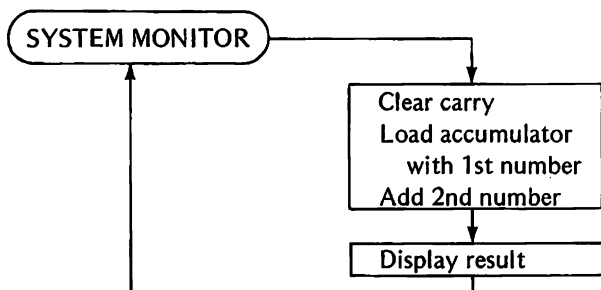 SYSTEM MONITOR
Clear carry
Load accumulator
with 1st number
Add 2nd number
Display result